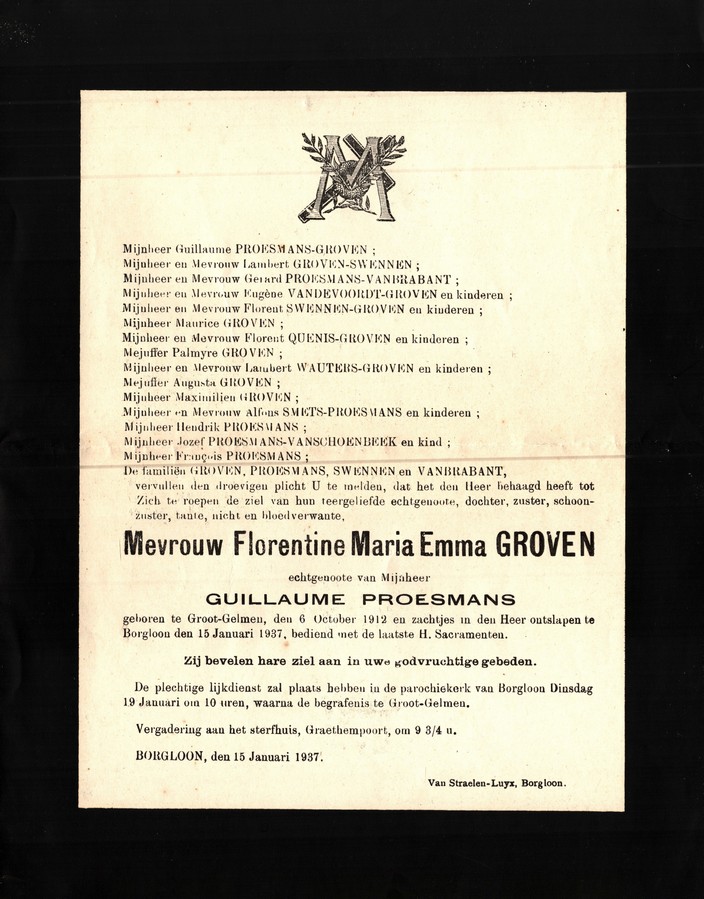 M
Mijnheer Guillaume PROESMANS-GROVEN ;
Mijnheer en Mevrouw Lambert GROVEN-SWENNEN ;
Mijnheer en Mevrouw Gerard PROESMANS-VANBRABANT ;
Mijnheer en Mevrouw Eugène VANDEVOORDT-GROVEN en kinderen ;
Mijnheer en Mevrouw Florent SWENNEN-GROVEN en kinderen ;
Mijnheer Maurice GROVEN ;
Mijnheer en Mevrouw Florent QUENIS-GROVEN en kinderen ;
Mejuffer Palmyre GROVEN ;
Mijnheer en Mevrouw Lambert WAUTERS-GROVEN en kinderen ;
Mejuffer Augusta GROVEN ;
Mijnheer Maximilien GROVEN ;
Mijnheer en Mevrouw Alfons SMETS-PROESMANS en kinderen ;
Mijnheer Hendrik PROESMANS ;
Mijnheer Jozef PROESMANS-VANSCHOENBEEK en kind ;
Mijnheer François PROESMANS ;
De familiën GROVEN, PROESMANS, SWENNEN en VANBRABANT,
vervullen den droevigen plicht U te melden, dat het den Heer behaagd heeft tot
Zich te roepen de ziel van hun teergeliefde echtgenoote, dochter, zuster, schoon-
zuster, tante, nicht en bloedverwante,
Mevrouw Florentine Maria Emma GROVEN
echtgenoote van Mijnheer
GUILLAUME PROESMANS
geboren te Groot-Gelmen, den 6 October 1912 en zachtjes in den Heer ontslapen te
Borgloon den 15 Januari 1937, bediend met de laatste H. Sacramenten.
Zij bevelen hare ziel aan in uwe godvruchtige gebeden.
De plechtige lijkdienst zal plaats hebben in de parochiekerk van Borgloon Dinsdag
19 Januari om 10 uren, waarna de begrafenis te Groot-Gelmen.
Vergadering aan het sterfhuis, Graethempoort, om 9 3/4 u.
BORGLOON, den 15 Januari 1937.
Van Straelen-Luyx, Borgloon.